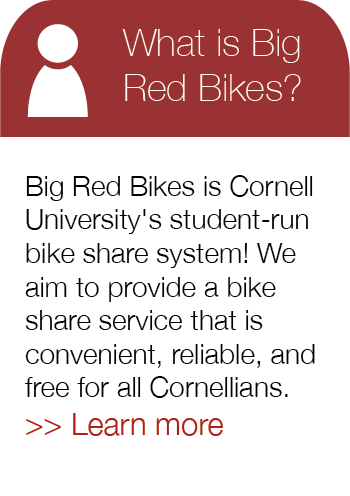 What is Big
Red Bikes?
Big Red Bikes is Cornell
University's student-run
bike share system! We
aim to provide a bike
share service that is
convenient, reliable, and
free for all Cornellians.
>> Learn more